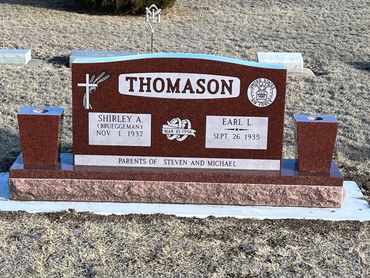 THOMASON
SHIRLEY A.
(BRUEGGEMAN)
NOV 1, 1937
MAR 10, 1956
EARL L.
SEPT 26, 1935
PARENTS OF STEVEN AND MICHAEL